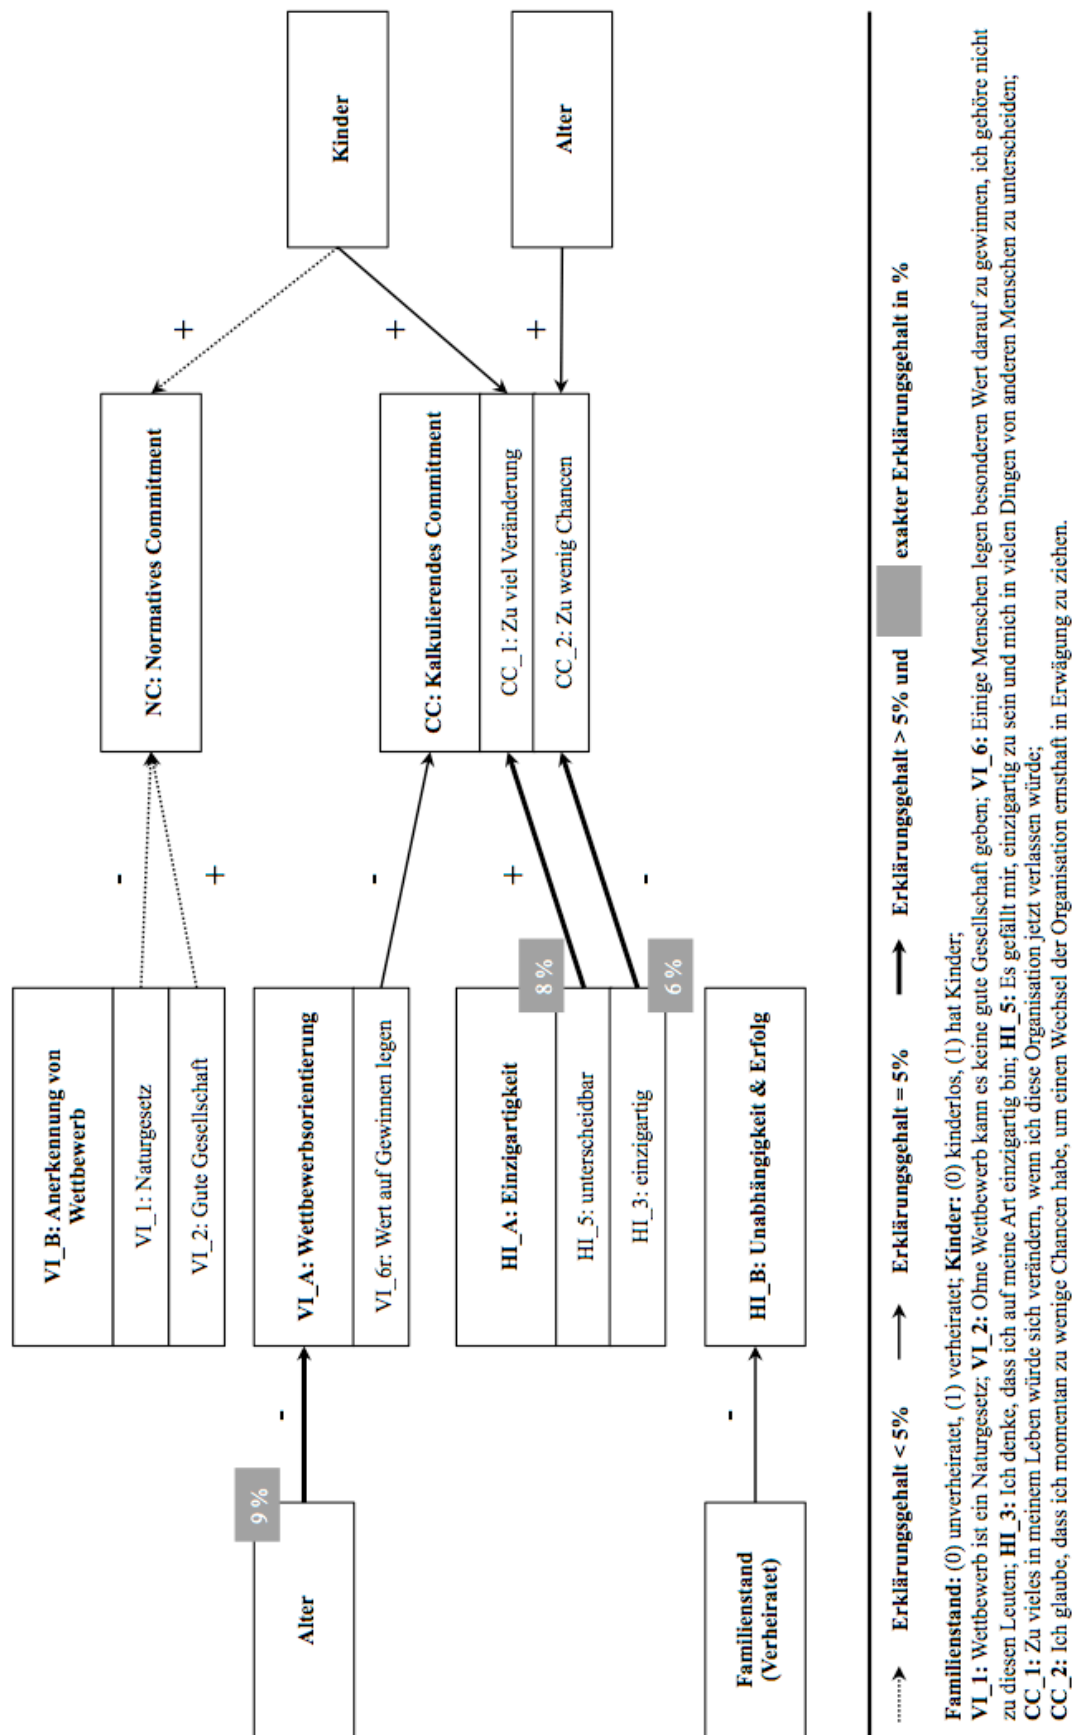 VI_B: Anerkennung von
Wettbewerb
VI_1: Naturgesetz
VI_2: Gute Gesellschaft
-
+
NC: Normatives Commitment
+
Kinder
9 %
Alter
-
VI_A: Wettbewerbsorientierung
VI_6r: Wert auf Gewinnen legen
-
CC: Kalkulierendes Commitment
CC_1: Zu viel Veränderung
CC_2: Zu wenig Chancen
+
+
Alter
HI_A: Einzigartigkeit
HI_5: unterscheidbar
HI_3: einzigartig
8 %
6 %
+
-
Familienstand
(Verheiratet)
-
HI_B: Unabhängigkeit & Erfolg
Erklärungsgehalt < 5% Erklärungsgehalt = 5% Erklärungsgehalt > 5% und exakter Erklärungsgehalt in %
Familienstand: (0) unverheiratet, (1) verheiratet; Kinder: (0) kinderlos, (1) hat Kinder;
VI_1: Wettbewerb ist ein Naturgesetz; VI_2: Ohne Wettbewerb kann es keine gute Gesellschaft geben; VI_6: Einige Menschen legen besonderen Wert darauf zu gewinnen, ich gehöre nicht
zu diesen Leuten; HI_3: Ich denke, dass ich auf meine Art einzigartig bin; HI_5: Es gefällt mir, einzigartig zu sein und mich in vielen Dingen von anderen Menschen zu unterscheiden;
CC_1: Zu vieles in meinem Leben würde sich verändern, wenn ich diese Organisation jetzt verlassen würde;
CC_2: Ich glaube, dass ich momentan zu wenige Chancen habe, um einen Wechsel der Organisation ernsthaft in Erwägung zu ziehen.